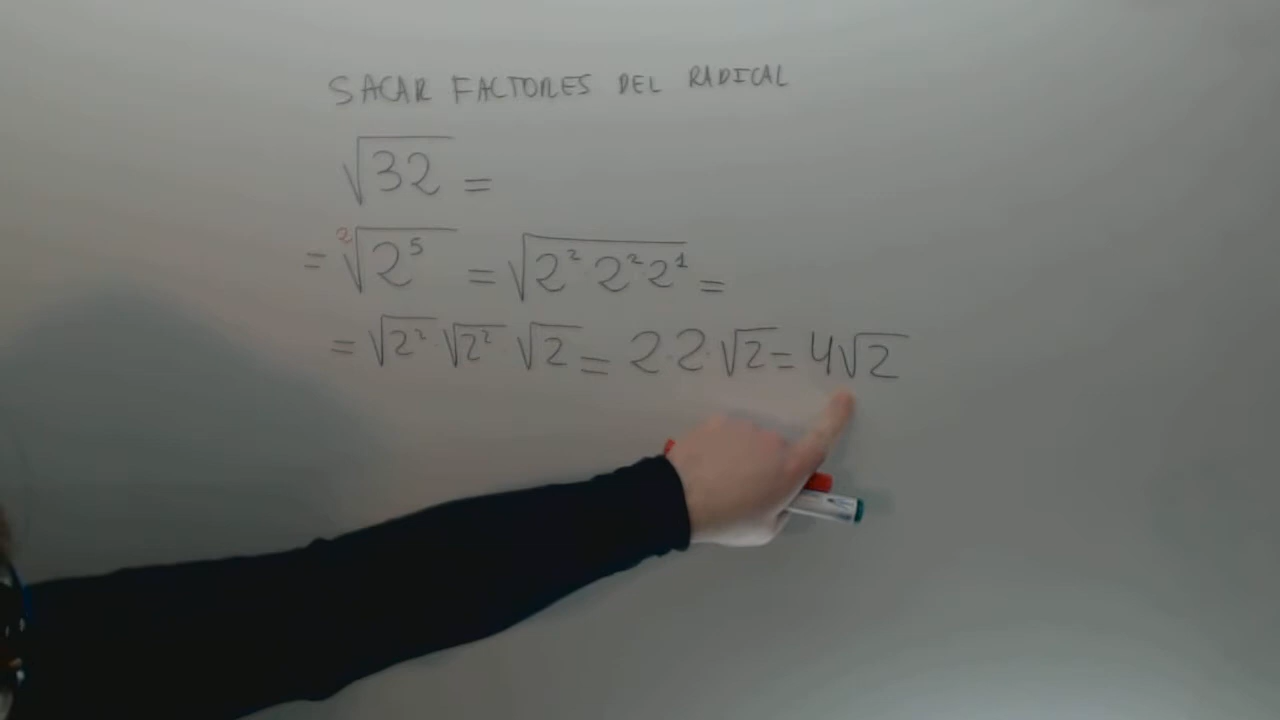 SACAR FACTORES DEL RADICAL
√32 =
= ²√2⁵ = √2²·2²·2¹ =
= √2² · √2² · √2 = 2·2·√2 = 4√2